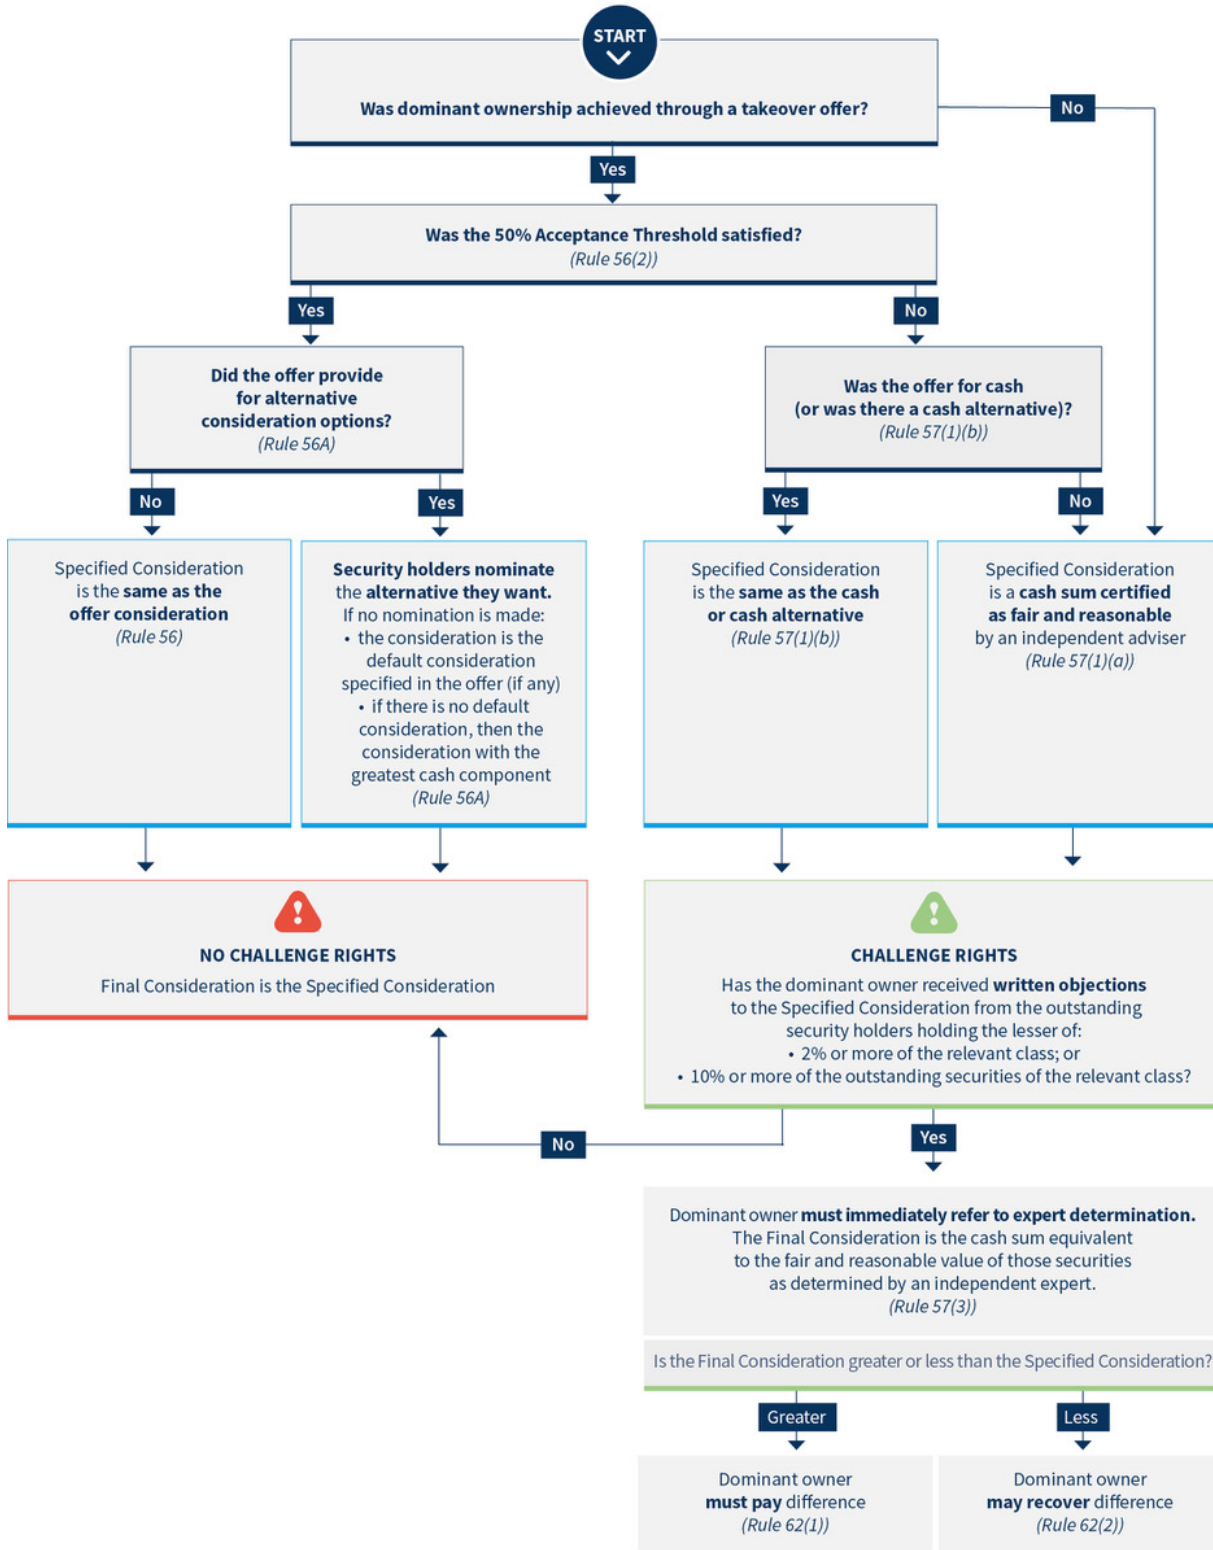 START
Was dominant ownership achieved through a takeover offer?
No
Yes
Was the 50% Acceptance Threshold satisfied?
(Rule 56(2))
Yes
No
Did the offer provide
for alternative
consideration options?
(Rule 56A)
Was the offer for cash
(or was there a cash alternative)?
(Rule 57(1)(b))
No
Yes
Yes
No
Specified Consideration
is the same as the
offer consideration
(Rule 56)
Security holders nominate
the alternative they want.
If no nomination is made:
• the consideration is the
default consideration
specified in the offer (if any)
• if there is no default
consideration, then the
consideration with the
greatest cash component
(Rule 56A)
Specified Consideration
is the same as the cash
or cash alternative
(Rule 57(1)(b))
Specified Consideration
is a cash sum certified
as fair and reasonable
by an independent adviser
(Rule 57(1)(a))
NO CHALLENGE RIGHTS
Final Consideration is the Specified Consideration
CHALLENGE RIGHTS
Has the dominant owner received written objections
to the Specified Consideration from the outstanding
security holders holding the lesser of:
• 2% or more of the relevant class; or
• 10% or more of the outstanding securities of the relevant class?
No
Yes
Dominant owner must immediately refer to expert determination.
The Final Consideration is the cash sum equivalent
to the fair and reasonable value of those securities
as determined by an independent expert.
(Rule 57(3))
Is the Final Consideration greater or less than the Specified Consideration?
Greater
Less
Dominant owner
must pay difference
(Rule 62(1))
Dominant owner
may recover difference
(Rule 62(2))